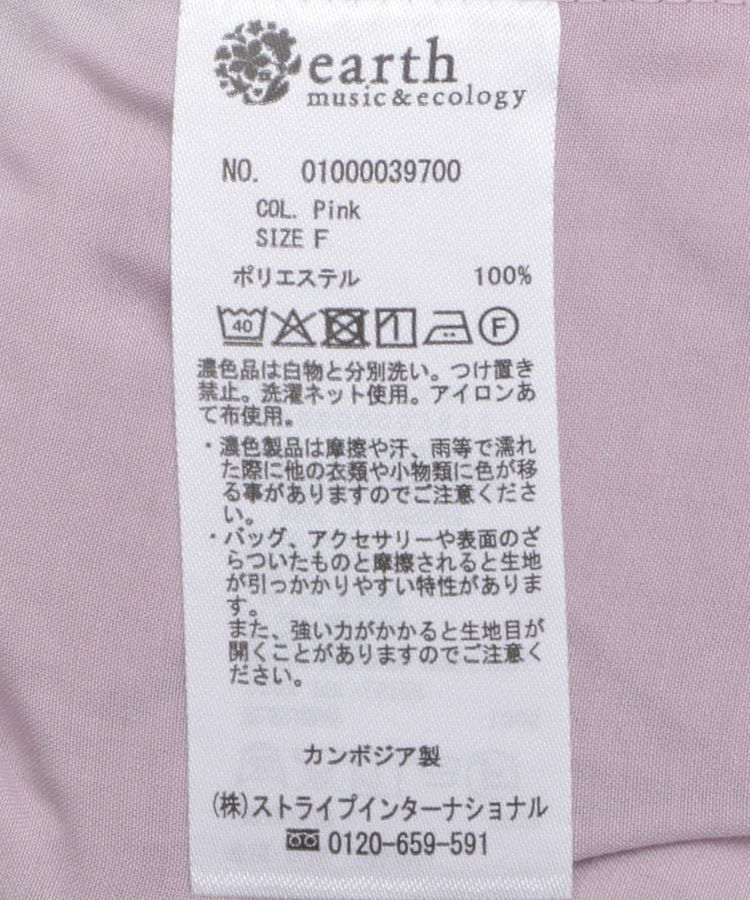 earth
music&ecology
NO. 01000039700
COL. Pink
SIZE F
ポリエステル 100%
40 F
濃色品は白物と分別洗い。つけ置き
禁止。洗濯ネット使用。アイロンあ
て布使用。
・濃色製品は摩擦や汗、雨等で濡れ
た際に他の衣類や小物類に色が移
る事がありますのでご注意くださ
い。
・バッグ、アクセサリーや表面のざ
らついたものと摩擦されると生地
が引っかかりやすい特性がありま
す。
また、強い力がかかると生地目が
開くことがありますのでご注意く
ださい。
カンボジア製
(株)ストライプインターナショナル
0120-659-591